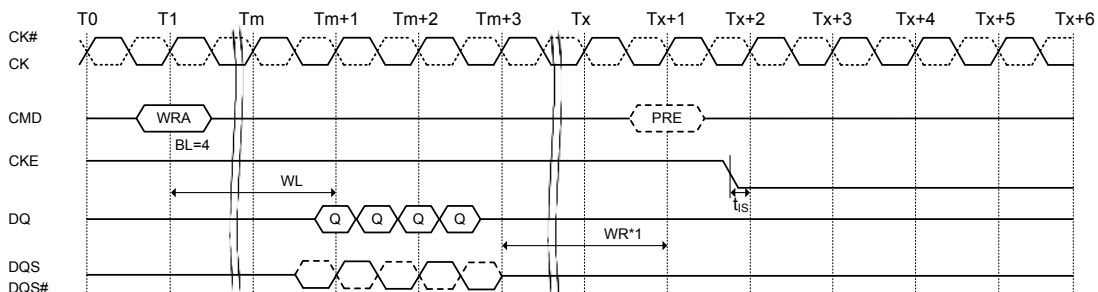 T0 T1 Tm Tm+1 Tm+2 Tm+3 Tx Tx+1 Tx+2 Tx+3 Tx+4 Tx+5 Tx+6
CK#
CK
CMD WRA PRE
BL=4
CKE
WL
tIS
DQ Q Q Q Q
WR*1
DQS
DQS#